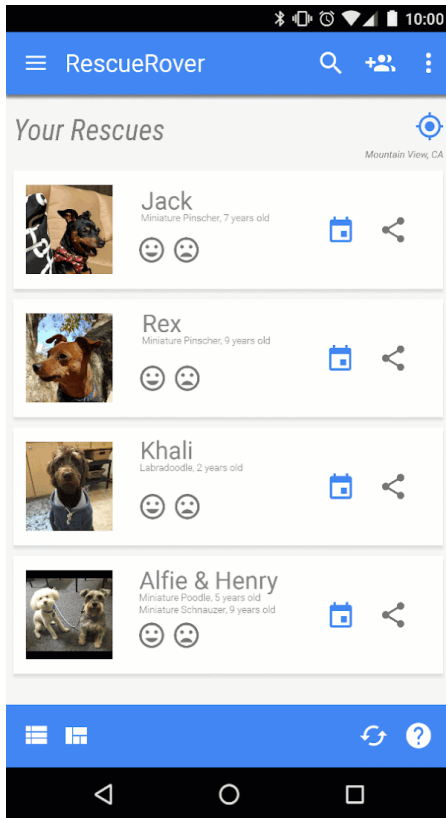 10:00
RescueRover
Your Rescues
Mountain View, CA
Jack
Miniature Pinscher, 7 years old
Rex
Miniature Pinscher, 9 years old
Khali
Labradoodle, 2 years old
Alfie & Henry
Miniature Poodle, 5 years old
Miniature Schnauzer, 9 years old